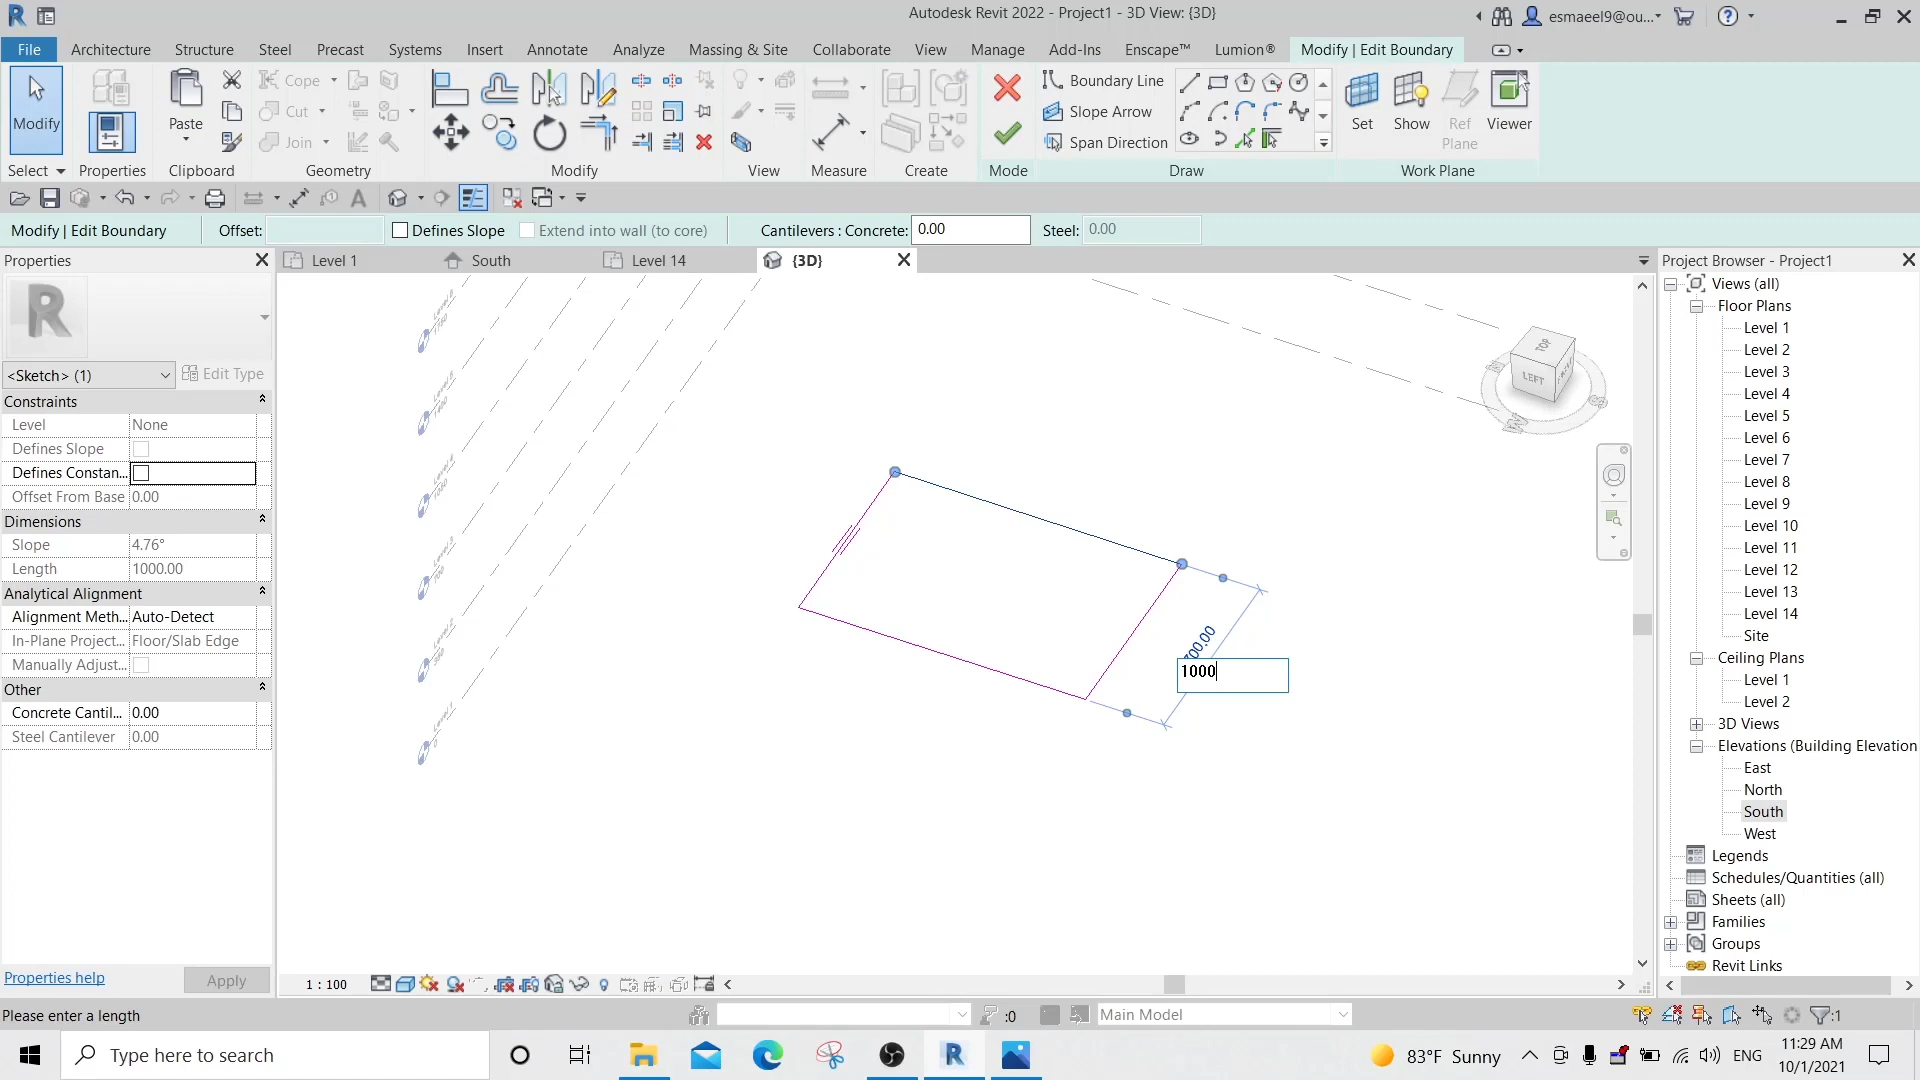 Autodesk Revit 2022 - Project1 - 3D View: {3D}
esmaeel9@ou...
File Architecture Structure Steel Precast Systems Insert Annotate Analyze Massing & Site Collaborate View Manage Add-Ins Enscape™ Lumion® Modify | Edit Boundary
Modify
Paste
Cope
Cut
Join
Boundary Line
Slope Arrow
Span Direction
Set
Show
Ref
Plane
Viewer
Select Properties Clipboard Geometry Modify View Measure Create Mode Draw Work Plane
Modify | Edit Boundary Offset: Defines Slope Extend into wall (to core) Cantilevers : Concrete: 0.00 Steel: 0.00
Properties
Level 1
South
Level 14
{3D}
<Sketch> (1)
Edit Type
Constraints
Level None
Defines Slope
Defines Constan...
Offset From Base 0.00
Dimensions
Slope 4.76°
Length 1000.00
Analytical Alignment
Alignment Meth... Auto-Detect
In-Plane Project... Floor/Slab Edge
Manually Adjust...
Other
Concrete Cantil... 0.00
Steel Cantilever 0.00
Properties help
Apply
TOP
LEFT
1000
1 : 100
Project Browser - Project1
Views (all)
Floor Plans
Level 1
Level 2
Level 3
Level 4
Level 5
Level 6
Level 7
Level 8
Level 9
Level 10
Level 11
Level 12
Level 13
Level 14
Site
Ceiling Plans
Level 1
Level 2
3D Views
Elevations (Building Elevation
East
North
South
West
Legends
Schedules/Quantities (all)
Sheets (all)
Families
Groups
Revit Links
Please enter a length
:0
Main Model
:1
Type here to search
83°F Sunny
ENG
11:29 AM
10/1/2021